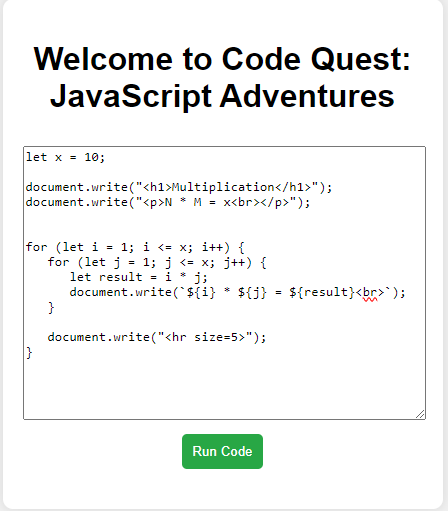 Welcome to Code Quest:
JavaScript Adventures
let x = 10;
document.write("<h1>Multiplication</h1>");
document.write("<p>N * M = x<br></p>");
for (let i = 1; i <= x; i++) {
   for (let j = 1; j <= x; j++) {
      let result = i * j;
      document.write(`${i} * ${j} = ${result}<br>`);
   }
   document.write("<hr size=5>");
}
Run Code